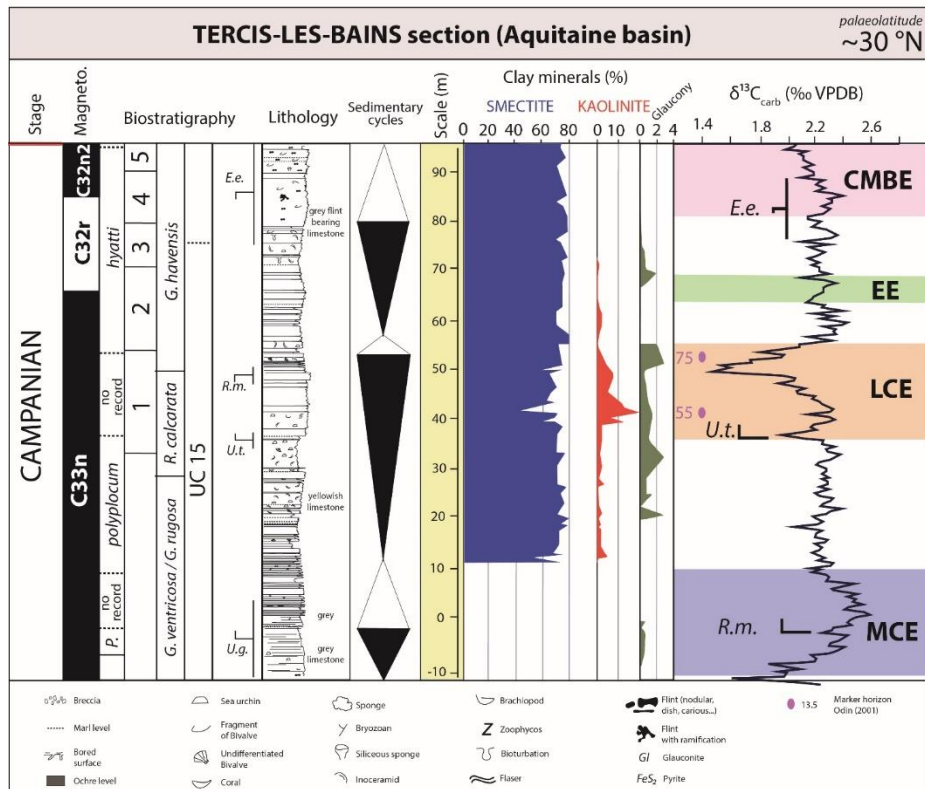 TERCIS-LES-BAINS section (Aquitaine basin)
palaeolatitude
~30 °N
Stage
Magneto.
Biostratigraphy
Lithology
Sedimentary
cycles
Scale (m)
Clay minerals (%)
SMECTITE
KAOLINITE
Glaucony
0 20 40 60 80
0 10
0 2 4
δ13Ccarb (‰ VPDB)
1.4 1.8 2.2 2.6
CAMPANIAN
C32n2
C32r
C33n
hyatti
no
record
polyplocum
no
record
P.
5
4
3
2
1
G. havensis
R. calcarata
G. ventricosa / G. rugosa
UC 15
E.e.
R.m.
U.t.
U.g.
grey flint
bearing
limestone
yellowish
limestone
grey
grey
limestone
90
80
70
60
50
40
30
20
10
0
-10
CMBE
E.e.
EE
75
LCE
55
U.t.
R.m.
MCE
Breccia
Marl level
Bored
surface
Ochre level
Sea urchin
Fragment
of Bivalve
Undifferentiated
Bivalve
Coral
Sponge
Bryozoan
Siliceous sponge
Inoceramid
Brachiopod
Z Zoophycos
Bioturbation
Flaser
Flint (nodular,
dish, carious...)
Flint
with ramification
Gl Glauconite
FeS2 Pyrite
13.5 Marker horizon
Odin (2001)